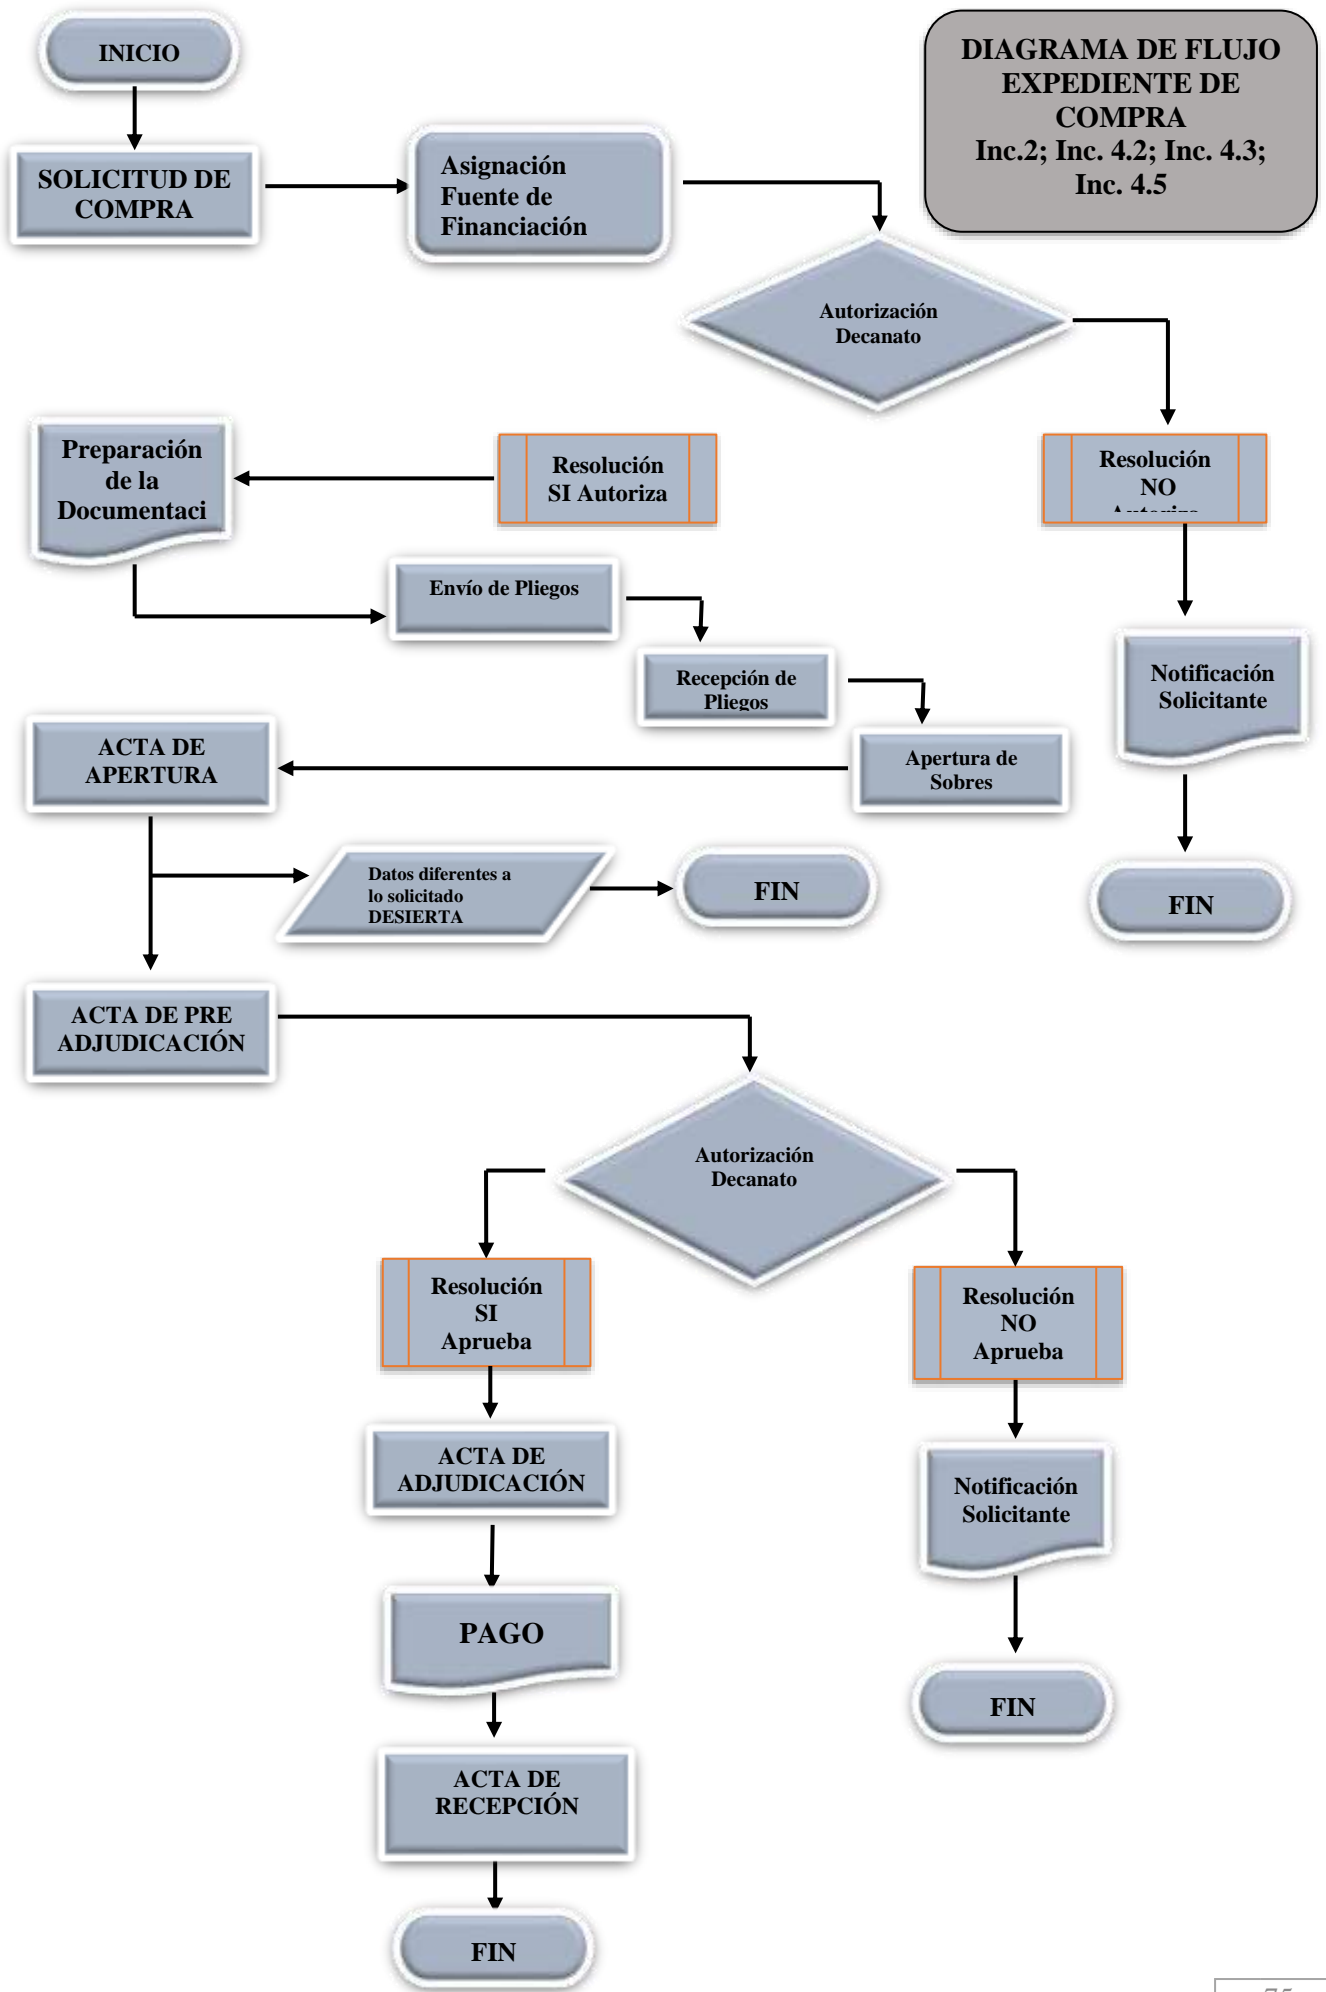 INICIO
DIAGRAMA DE FLUJO
EXPEDIENTE DE
COMPRA
Inc.2; Inc. 4.2; Inc. 4.3;
Inc. 4.5
SOLICITUD DE
COMPRA
Asignación
Fuente de
Financiación
Autorización
Decanato
Preparación
de la
Documentaci
Resolución
SI Autoriza
Resolución
NO
Autoriza
Envío de Pliegos
Recepción de
Pliegos
Notificación
Solicitante
ACTA DE
APERTURA
Apertura de
Sobres
Datos diferentes a
lo solicitado
DESIERTA
FIN
FIN
ACTA DE PRE
ADJUDICACIÓN
Autorización
Decanato
Resolución
SI
Aprueba
Resolución
NO
Aprueba
ACTA DE
ADJUDICACIÓN
Notificación
Solicitante
PAGO
FIN
ACTA DE
RECEPCIÓN
FIN
75